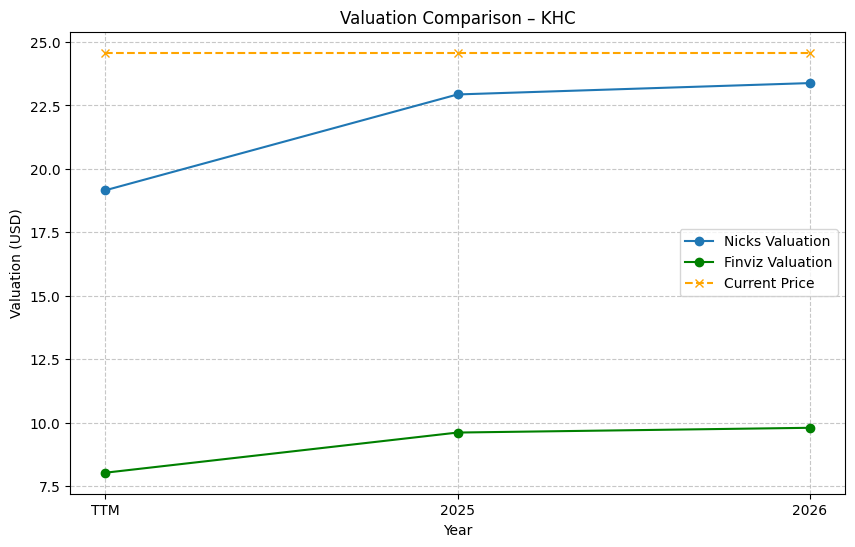 Valuation Comparison – KHC
25.0
22.5
20.0
17.5
15.0
12.5
10.0
7.5
Valuation (USD)
Nicks Valuation
Finviz Valuation
Current Price
TTM
2025
2026
Year